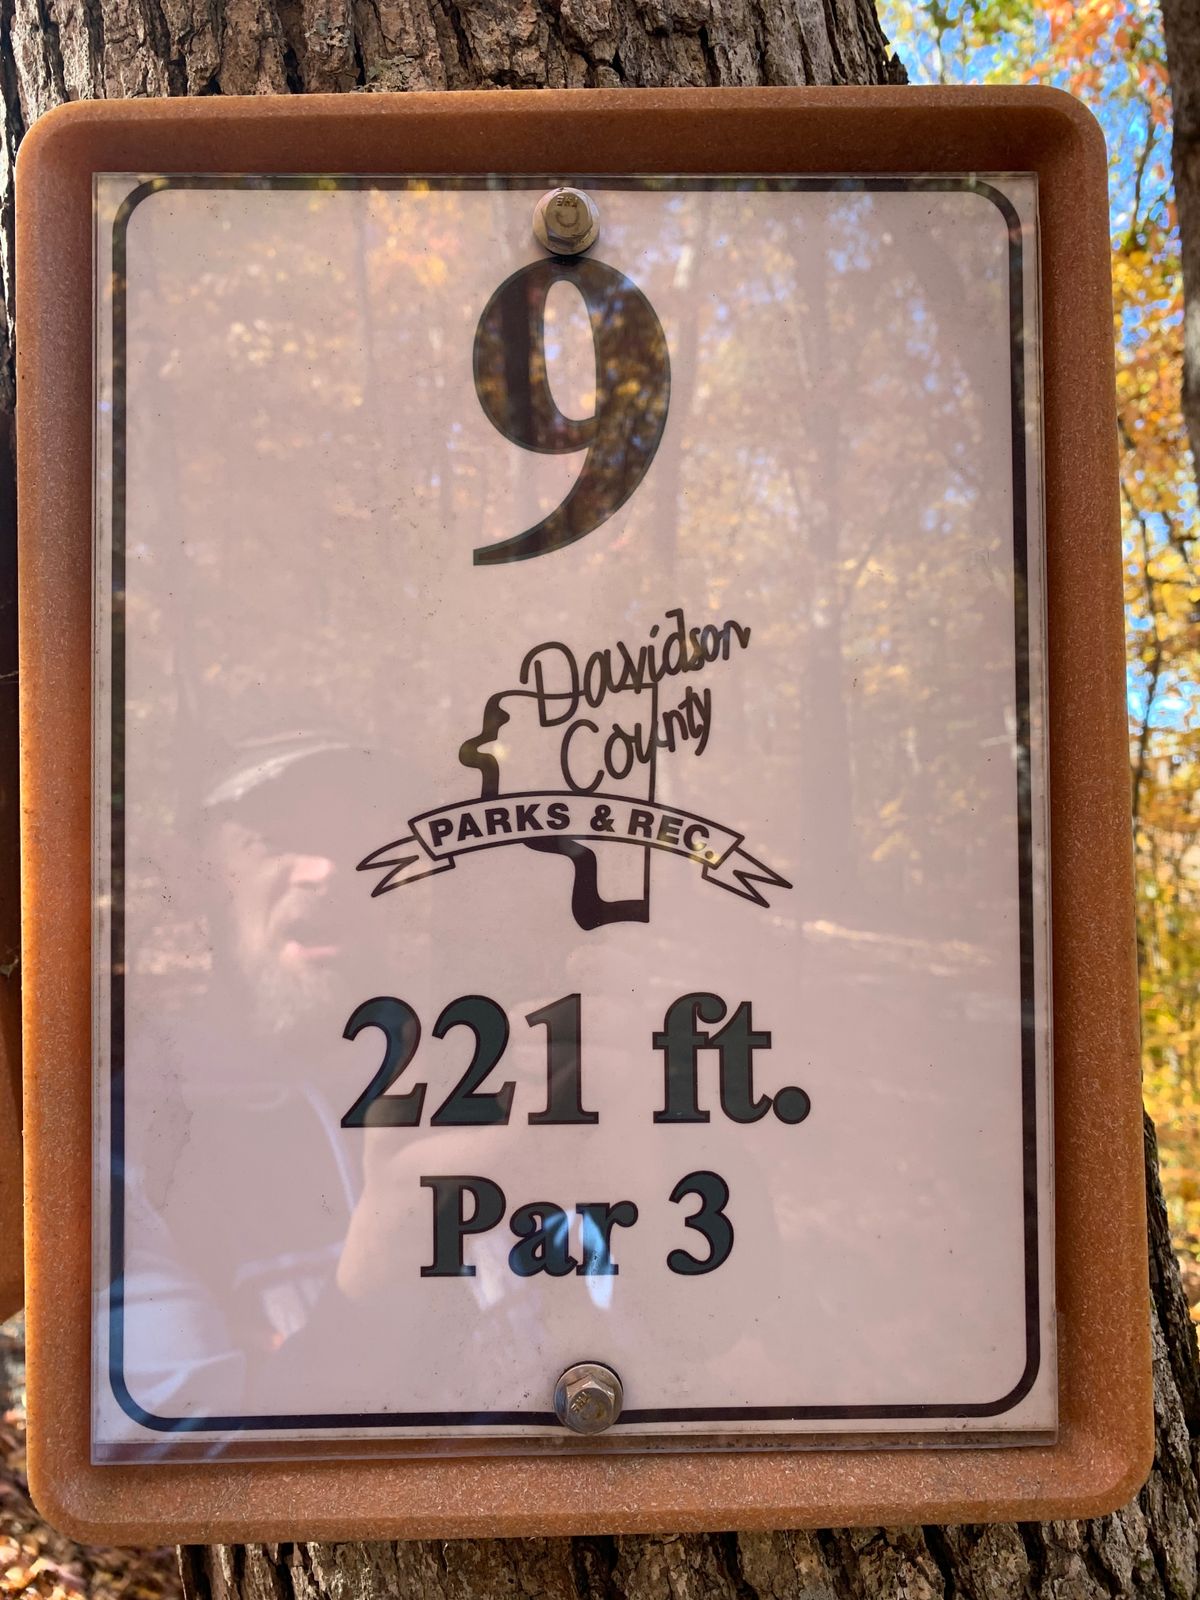 9
Davidson
County
PARKS & REC.
221 ft.
Par 3